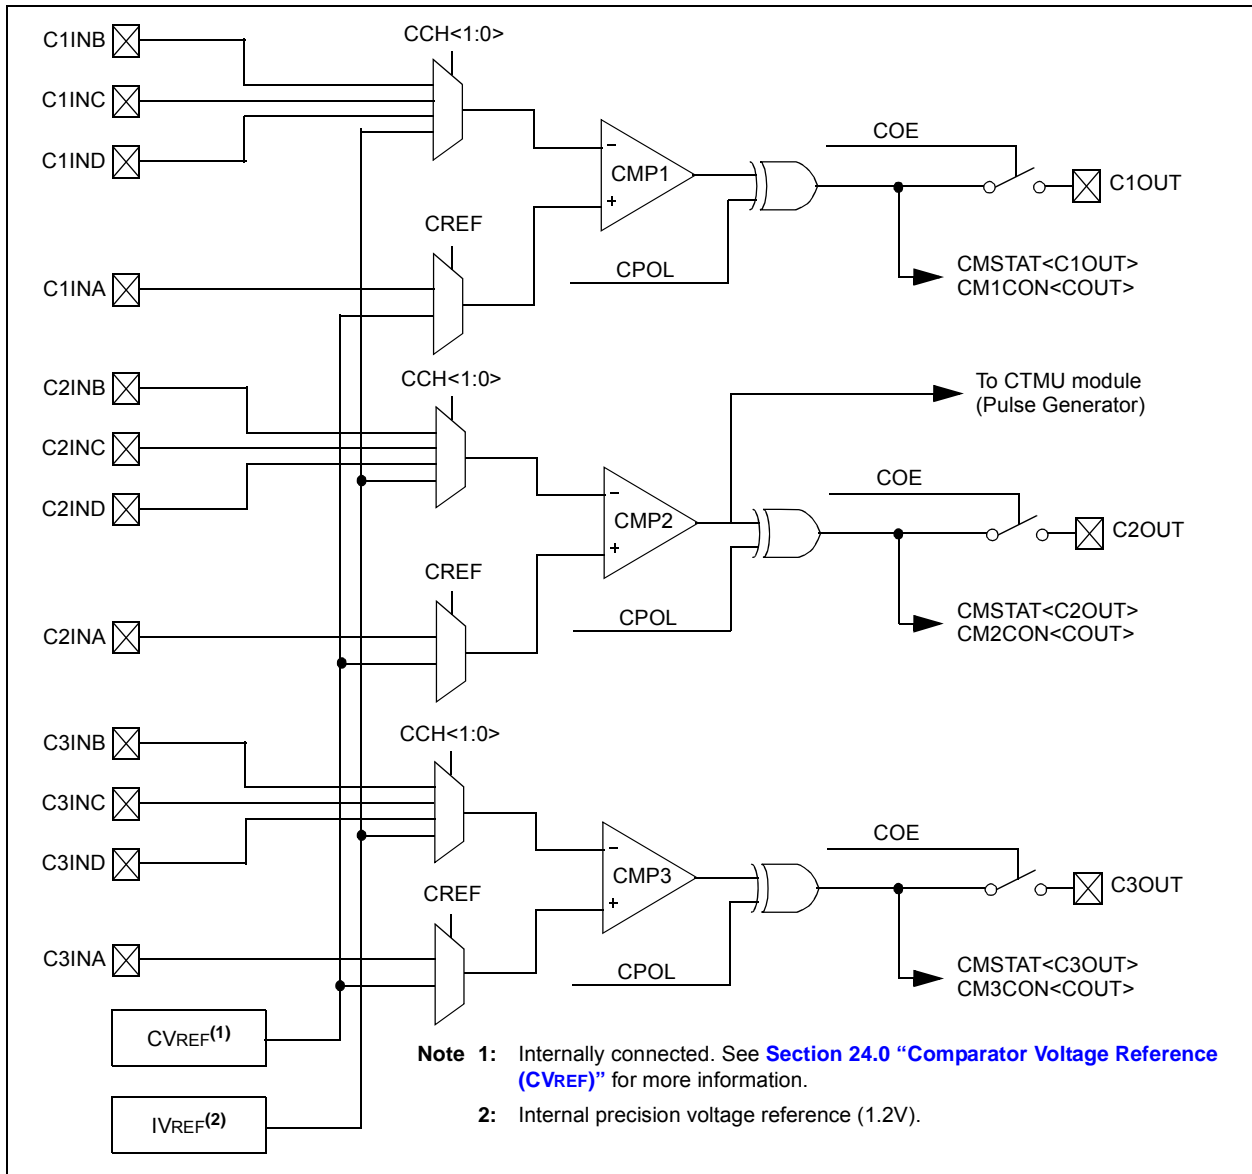 CCH<1:0>
C1INB
C1INC
C1IND
COE
CMP1
−
+
C1OUT
CREF
CPOL
C1INA
CMSTAT<C1OUT>
CM1CON<COUT>
CCH<1:0>
C2INB
C2INC
C2IND
To CTMU module
(Pulse Generator)
COE
CMP2
−
+
C2OUT
CREF
CPOL
C2INA
CMSTAT<C2OUT>
CM2CON<COUT>
CCH<1:0>
C3INB
C3INC
C3IND
COE
CMP3
−
+
C3OUT
CREF
CPOL
C3INA
CMSTAT<C3OUT>
CM3CON<COUT>
CVREF(1)
IVREF(2)
Note 1: Internally connected. See Section 24.0 “Comparator Voltage Reference
(CVREF)” for more information.
2: Internal precision voltage reference (1.2V).